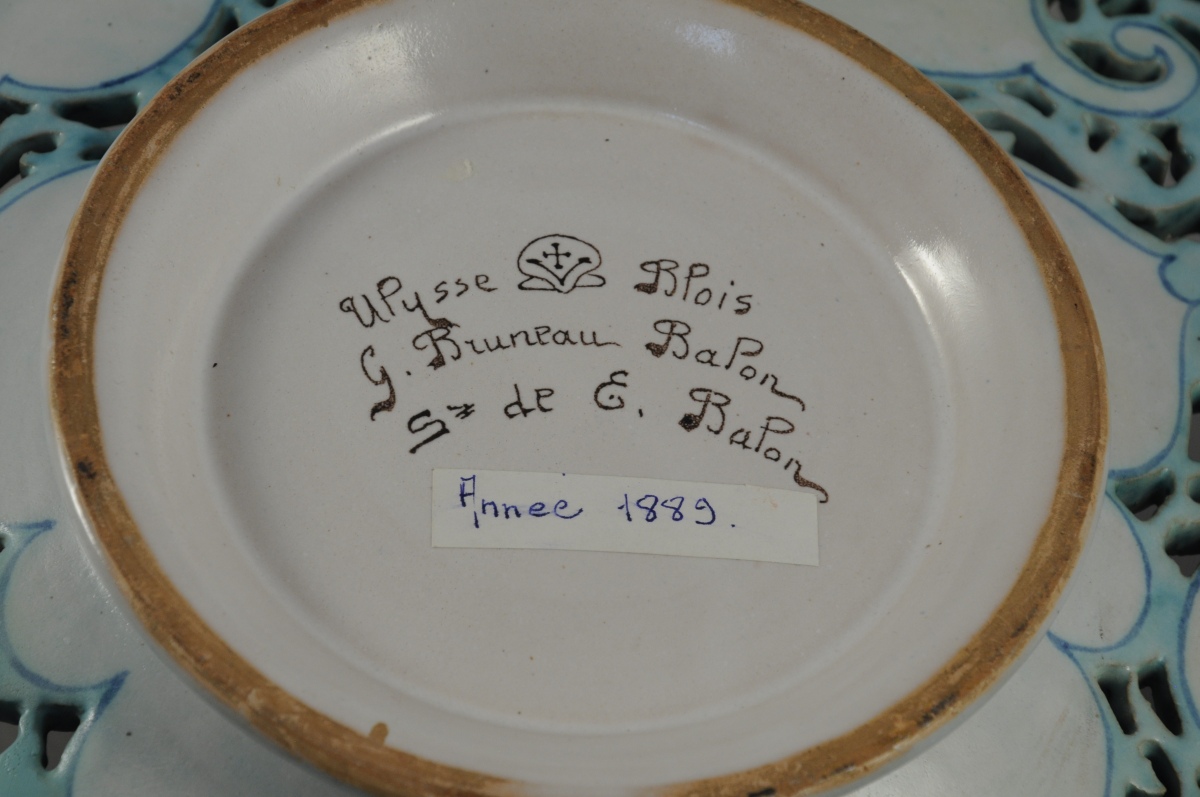 Ulysse Blois
G. Bruneau Balon
Sr de E. Balon
Annee 1889.